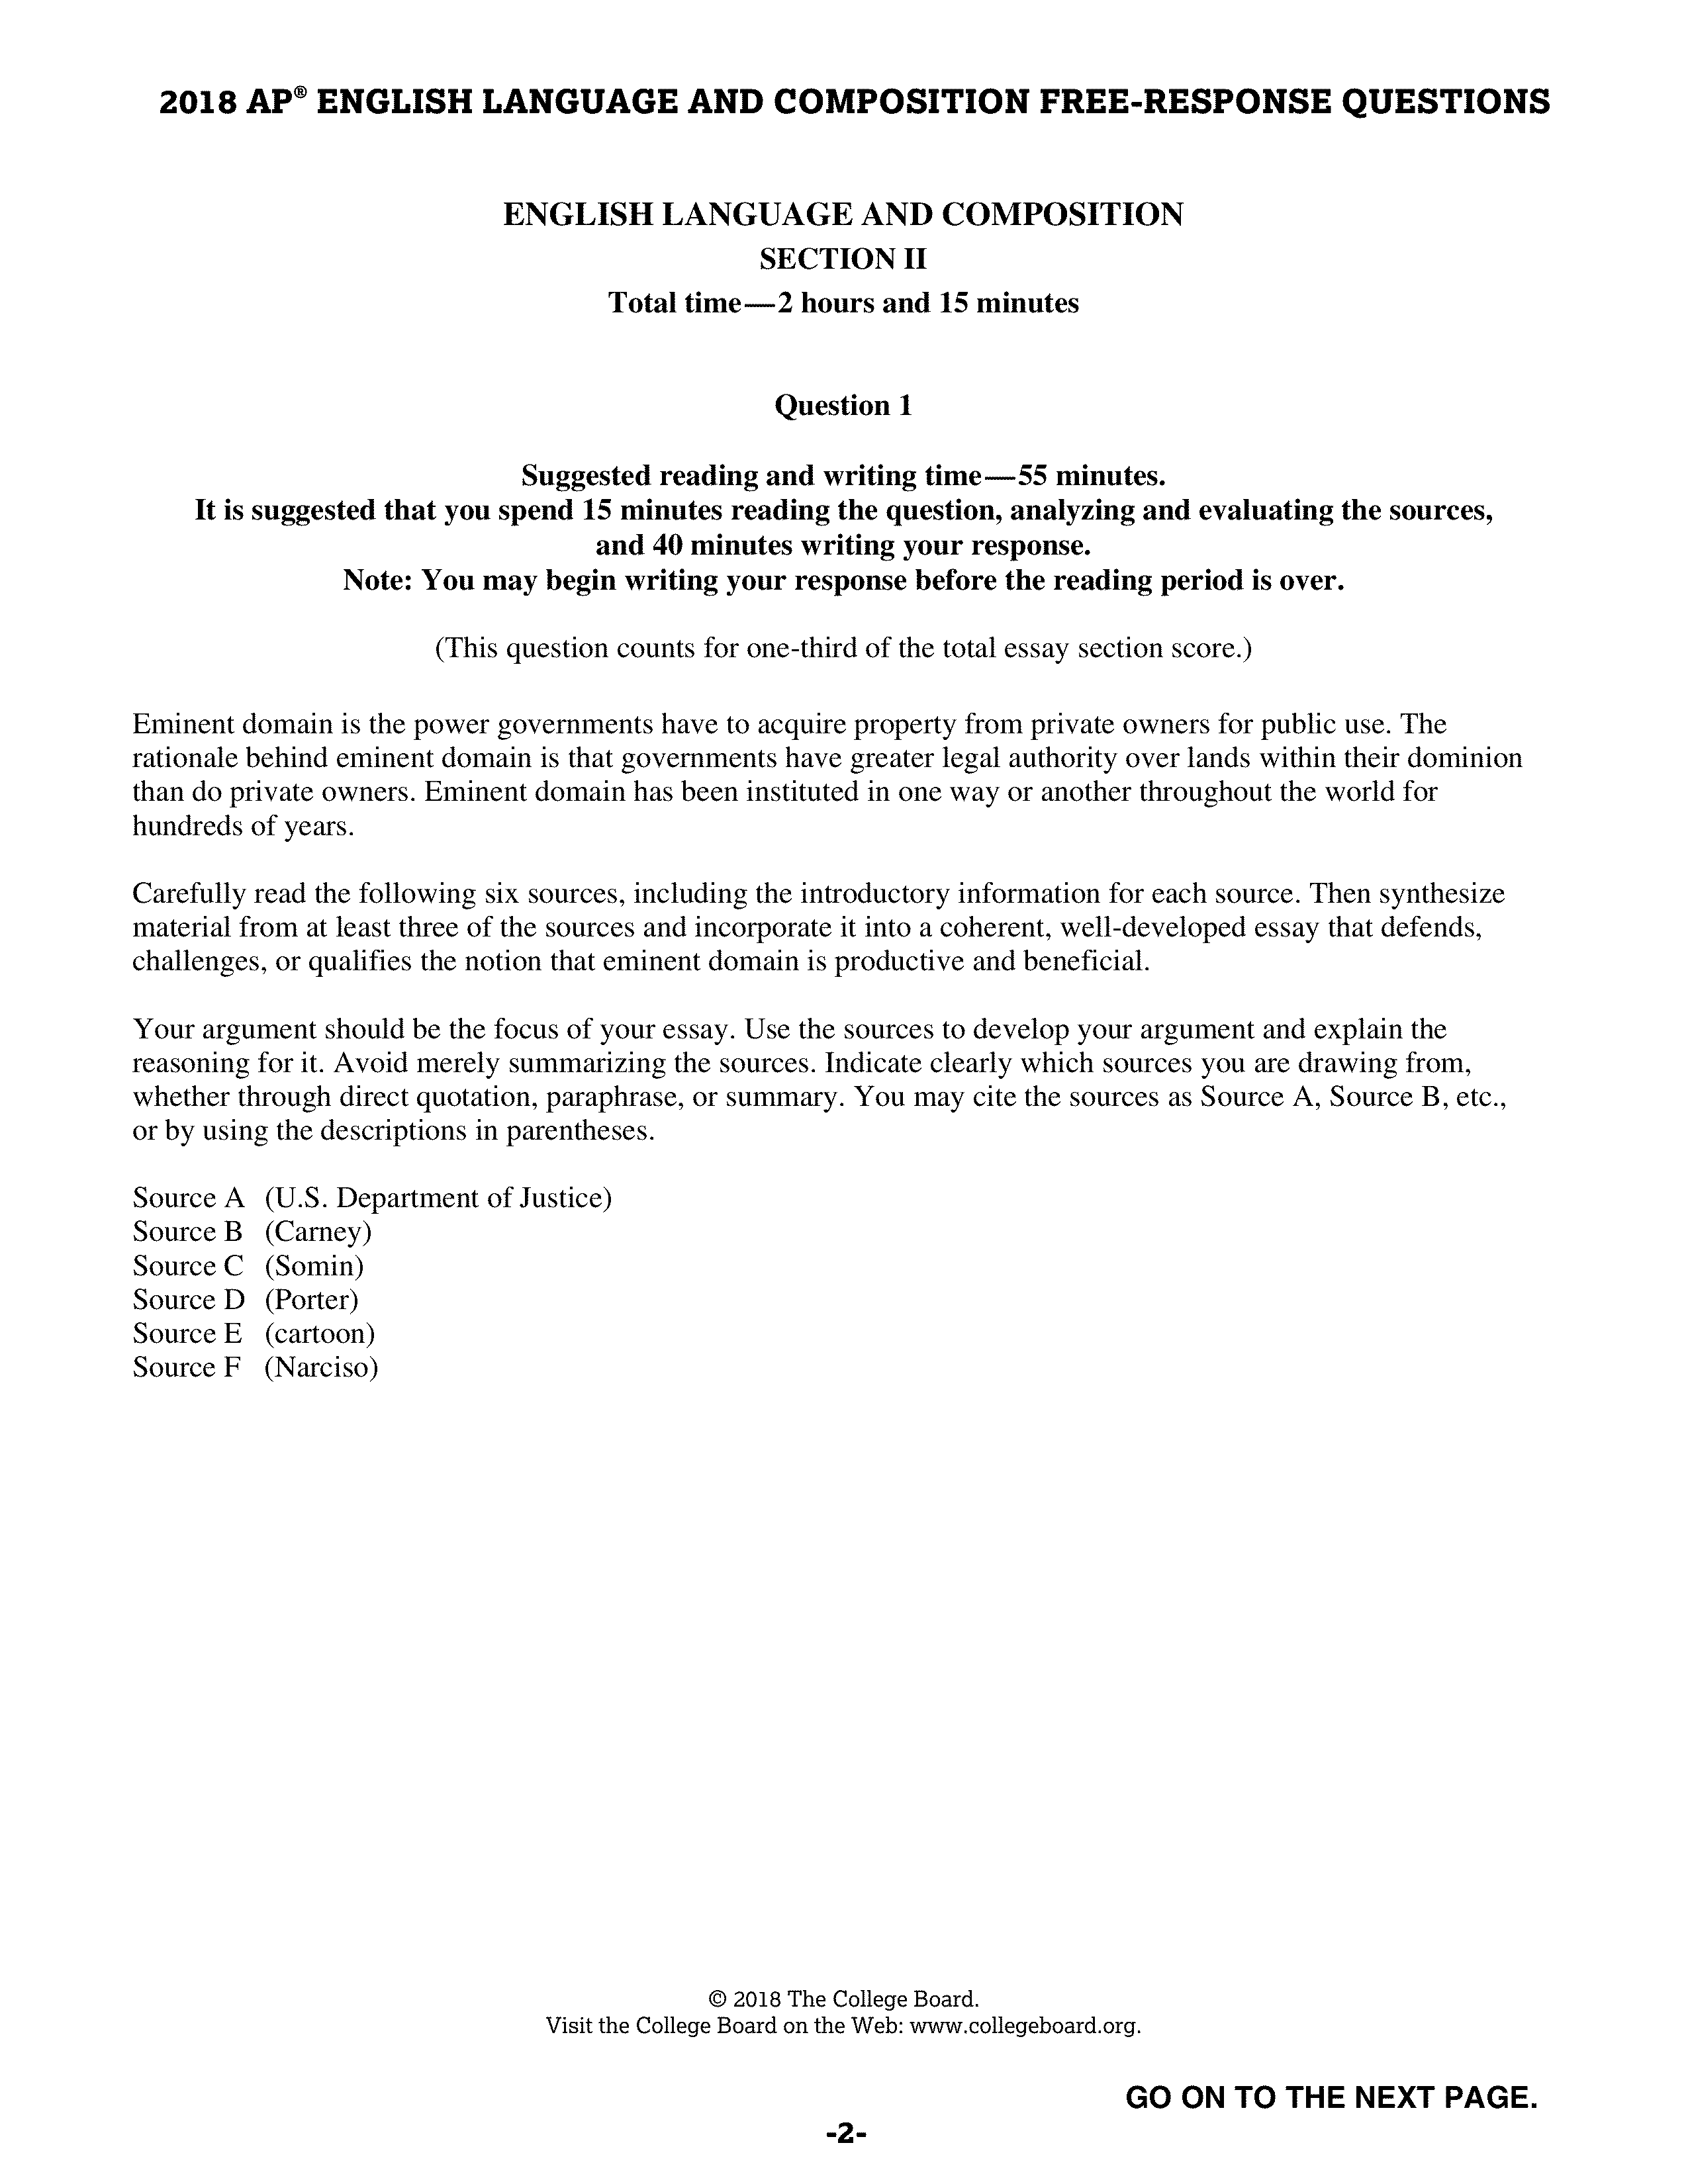 2018 AP® ENGLISH LANGUAGE AND COMPOSITION FREE-RESPONSE QUESTIONS
ENGLISH LANGUAGE AND COMPOSITION
SECTION II
Total time—2 hours and 15 minutes
Question 1
Suggested reading and writing time—55 minutes.
It is suggested that you spend 15 minutes reading the question, analyzing and evaluating the sources,
and 40 minutes writing your response.
Note: You may begin writing your response before the reading period is over.
(This question counts for one-third of the total essay section score.)
Eminent domain is the power governments have to acquire property from private owners for public use. The
rationale behind eminent domain is that governments have greater legal authority over lands within their dominion
than do private owners. Eminent domain has been instituted in one way or another throughout the world for
hundreds of years.
Carefully read the following six sources, including the introductory information for each source. Then synthesize
material from at least three of the sources and incorporate it into a coherent, well-developed essay that defends,
challenges, or qualifies the notion that eminent domain is productive and beneficial.
Your argument should be the focus of your essay. Use the sources to develop your argument and explain the
reasoning for it. Avoid merely summarizing the sources. Indicate clearly which sources you are drawing from,
whether through direct quotation, paraphrase, or summary. You may cite the sources as Source A, Source B, etc.,
or by using the descriptions in parentheses.
Source A (U.S. Department of Justice)
Source B (Carney)
Source C (Somin)
Source D (Porter)
Source E (cartoon)
Source F (Narciso)
© 2018 The College Board.
Visit the College Board on the Web: www.collegeboard.org.
GO ON TO THE NEXT PAGE.
-2-